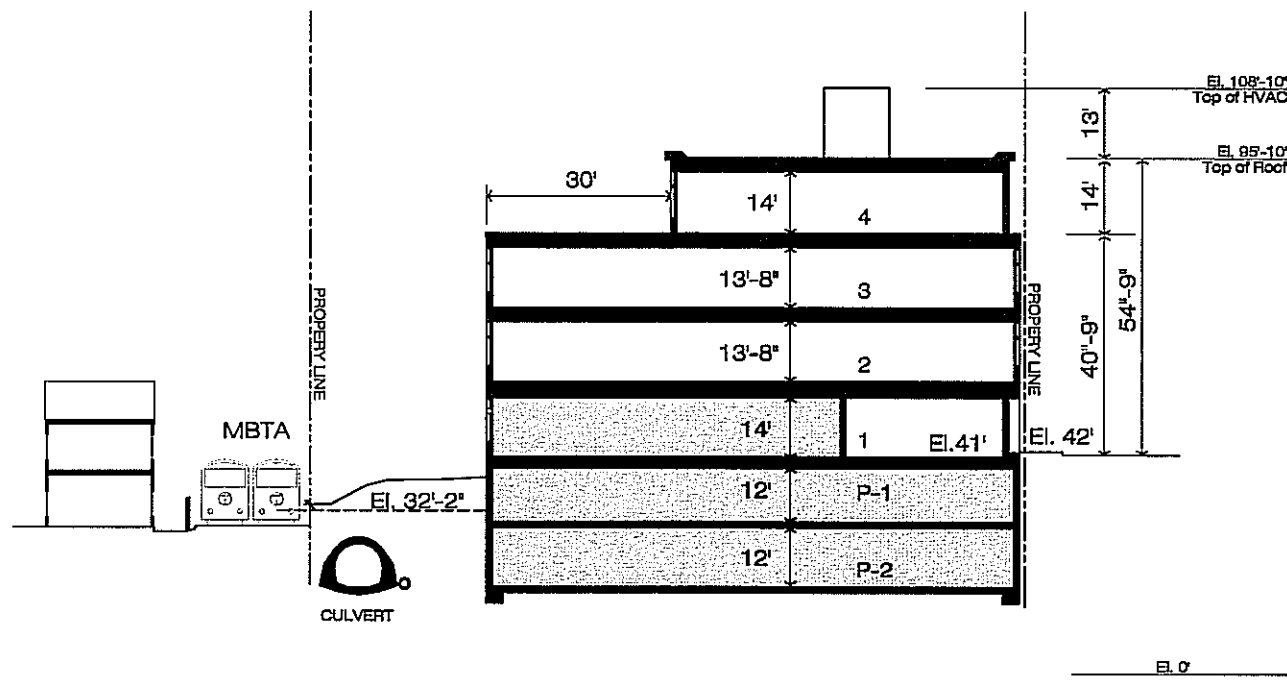 El. 108'-10"
Top of HVAC
13'
El. 95'-10"
Top of Roof
30'
14'
4
14'
13'-8"
3
PROPERY LINE
PROPERTY LINE
40"-9"
54"-9"
13'-8"
2
MBTA
14'
1
El.41'
El. 42'
El. 32'-2"
12'
P-1
12'
P-2
CULVERT
El. 0'